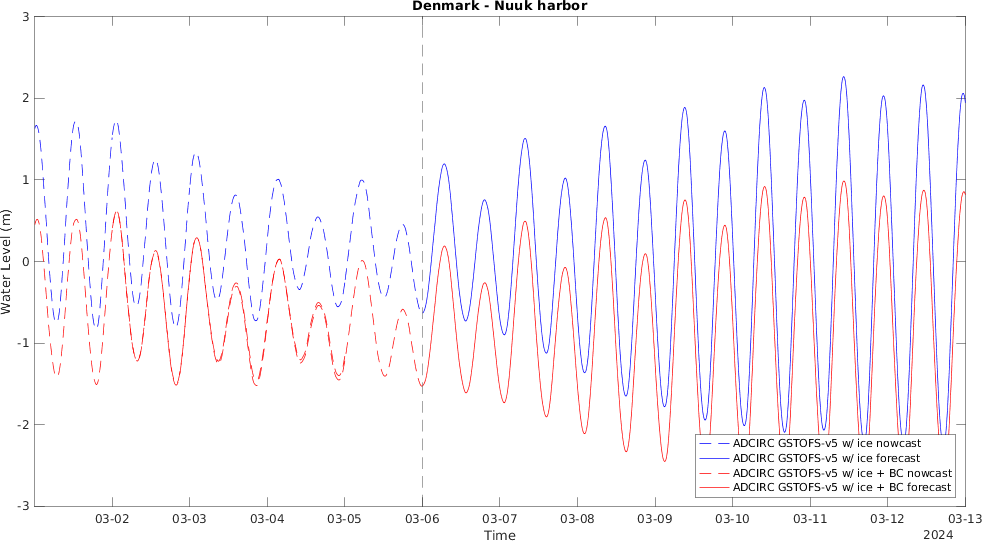 Denmark - Nuuk harbor
3
2
1
0
-1
-2
-3
Water Level (m)
ADCIRC GSTOFS-v5 w/ ice nowcast
ADCIRC GSTOFS-v5 w/ ice forecast
ADCIRC GSTOFS-v5 w/ ice + BC nowcast
ADCIRC GSTOFS-v5 w/ ice + BC forecast
03-02 03-03 03-04 03-05 03-06 03-07 03-08 03-09 03-10 03-11 03-12 03-13
Time
2024